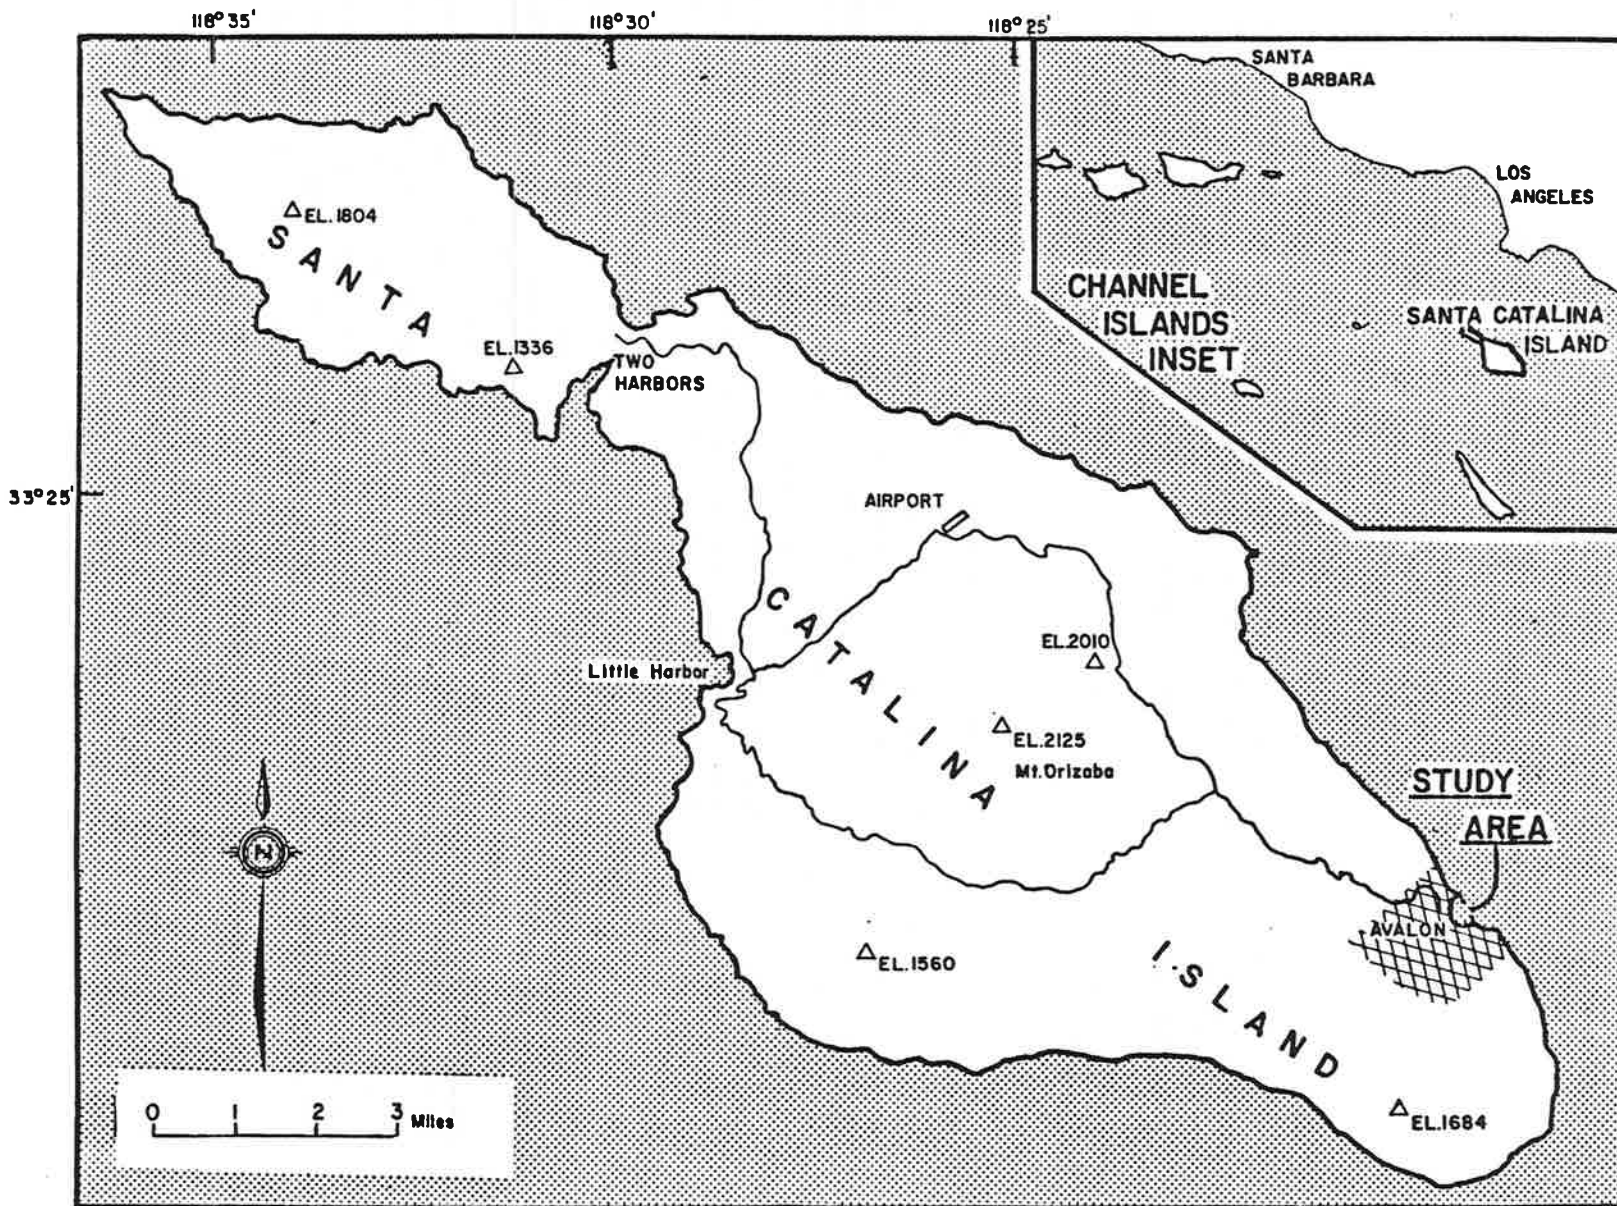 118° 35'
118° 30'
118° 25'
SANTA
BARBARA
LOS
ANGELES
CHANNEL
ISLANDS
INSET
SANTA CATALINA
ISLAND
EL.1804
SANTA
EL.1336
TWO
HARBORS
33° 25'
AIRPORT
CATALINA
EL.2010
Little Harbor
EL.2125
Mt.Orizaba
STUDY
AREA
N
AVALON
EL.1560
ISLAND
0 1 2 3 Miles
EL.1684